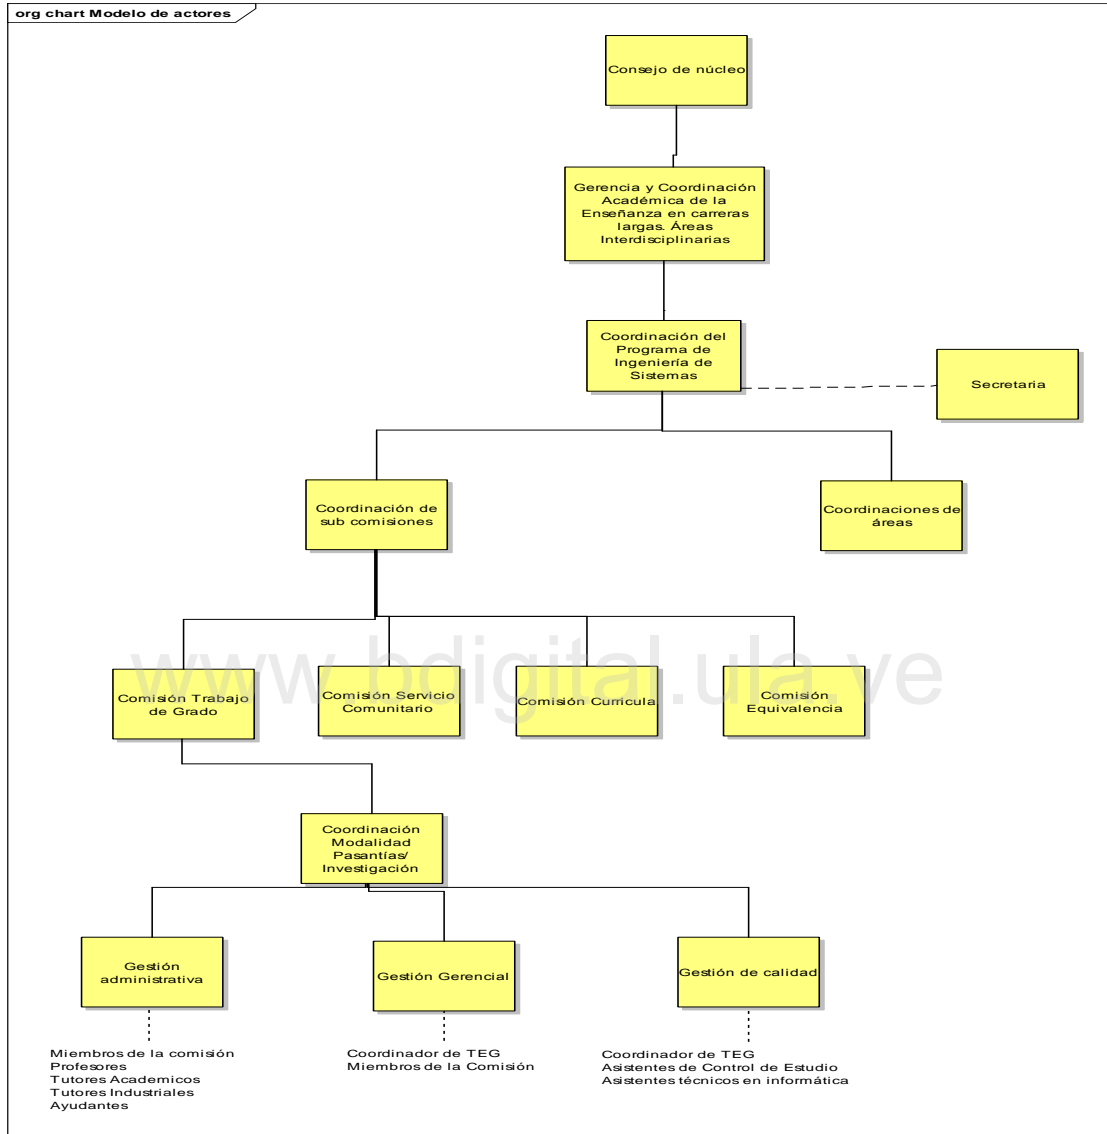 org chart Modelo de actores
Consejo de núcleo
Gerencia y Coordinación
Académica de la
Enseñanza en carreras
largas. Áreas
Interdisciplinarias
Coordinación del
Programa de
Ingeniería de
Sistemas
Secretaria
Coordinación de
sub comisiones
Coordinaciones de
áreas
www.bdigital.ula.ve
Comisión Trabajo
de Grado
Comisión Servicio
Comunitario
Comisión Curricula
Comisión
Equivalencia
Coordinación
Modalidad
Pasantías/
Investigación
Gestión
administrativa
Gestión Gerencial
Gestión de calidad
Miembros de la comisión
Profesores
Tutores Academicos
Tutores Industriales
Ayudantes
Coordinador de TEG
Miembros de la Comisión
Coordinador de TEG
Asistentes de Control de Estudio
Asistentes técnicos en informática